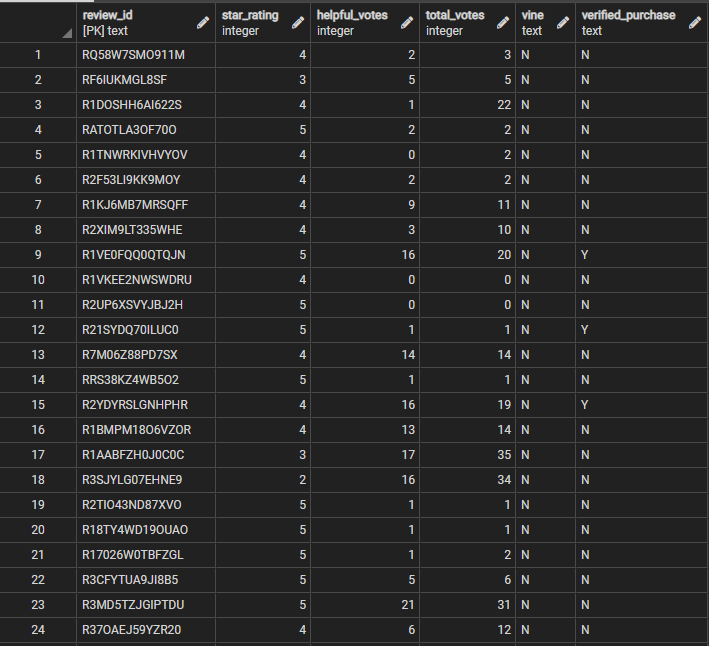 review_id star_rating helpful_votes total_votes vine verified_purchase
[PK] text integer integer integer text text
1 RQ58W7SMO911M 4 2 3 N N
2 RF6IUKMGL8SF 3 5 5 N N
3 R1DOSHH6AI622S 4 1 22 N N
4 RATOTLA3OF70O 5 2 2 N N
5 R1TNWRKIVHVYOV 4 0 2 N N
6 R2F53LI9KK9MOY 4 2 2 N N
7 R1KJ6MB7MRSQFF 4 9 11 N N
8 R2XIM9LT335WHE 4 3 10 N N
9 R1VE0FQQ0QTQJN 5 16 20 N Y
10 R1VKEE2NWSWDRU 4 0 0 N N
11 R2UP6XSVYJBJ2H 5 0 0 N N
12 R21SYDQ70ILUC0 5 1 1 N Y
13 R7M06Z88PD7SX 4 14 14 N N
14 RRS38KZ4WB5O2 5 1 1 N N
15 R2YDYRSLGNHPHR 4 16 19 N Y
16 R1BMPM18O6VZOR 4 13 14 N N
17 R1AABFZH0J0C0C 3 17 35 N N
18 R3SJYLG07EHNE9 2 16 34 N N
19 R2TIO43ND87XVO 5 1 1 N N
20 R18TY4WD19OUAO 5 1 1 N N
21 R17026W0TBFZGL 5 1 2 N N
22 R3CFYTUA9JI8B5 5 5 6 N N
23 R3MD5TZJGIPTDU 5 21 31 N N
24 R37OAEJ59YZR20 4 6 12 N N